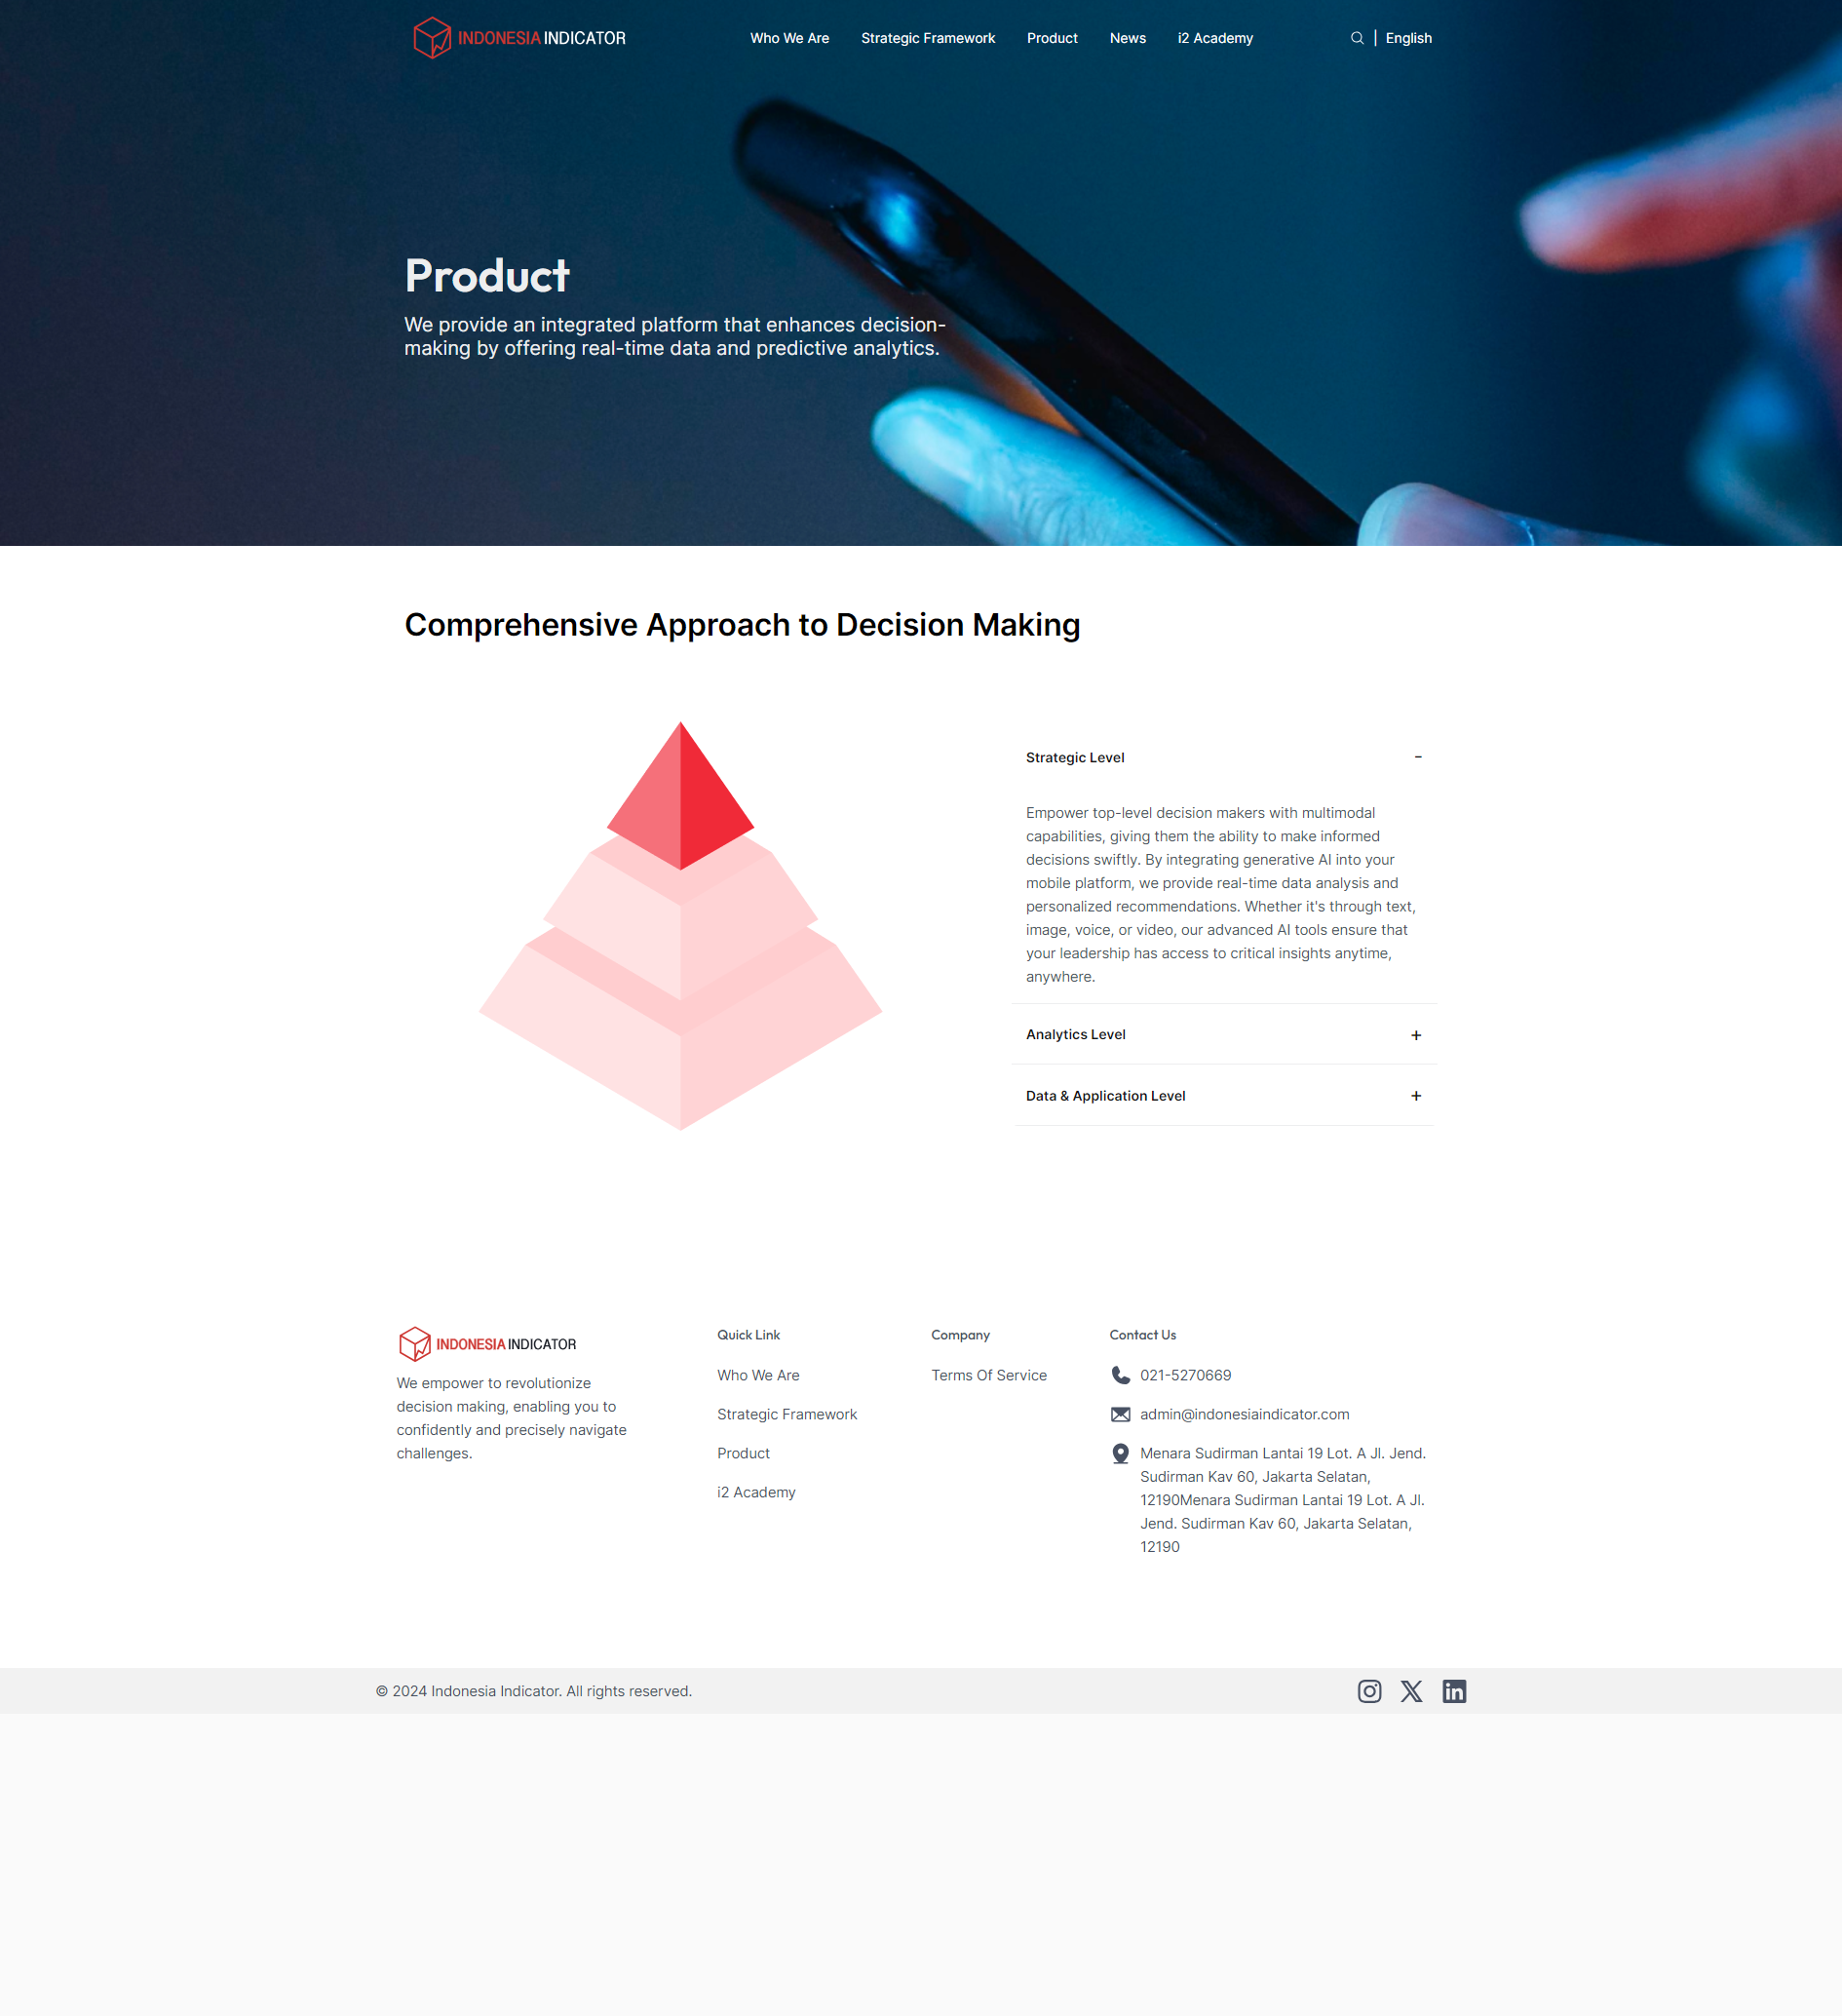 INDONESIA INDICATOR
Who We Are
Strategic Framework
Product
News
i2 Academy
| English
Product
We provide an integrated platform that enhances decision-
making by offering real-time data and predictive analytics.
Comprehensive Approach to Decision Making
Strategic Level −
Empower top-level decision makers with multimodal
capabilities, giving them the ability to make informed
decisions swiftly. By integrating generative AI into your
mobile platform, we provide real-time data analysis and
personalized recommendations. Whether it's through text,
image, voice, or video, our advanced AI tools ensure that
your leadership has access to critical insights anytime,
anywhere.
Analytics Level +
Data & Application Level +
INDONESIA INDICATOR
We empower to revolutionize
decision making, enabling you to
confidently and precisely navigate
challenges.
Quick Link
Who We Are
Strategic Framework
Product
i2 Academy
Company
Terms Of Service
Contact Us
021-5270669
admin@indonesiaindicator.com
Menara Sudirman Lantai 19 Lot. A Jl. Jend.
Sudirman Kav 60, Jakarta Selatan,
12190Menara Sudirman Lantai 19 Lot. A Jl.
Jend. Sudirman Kav 60, Jakarta Selatan,
12190
© 2024 Indonesia Indicator. All rights reserved.